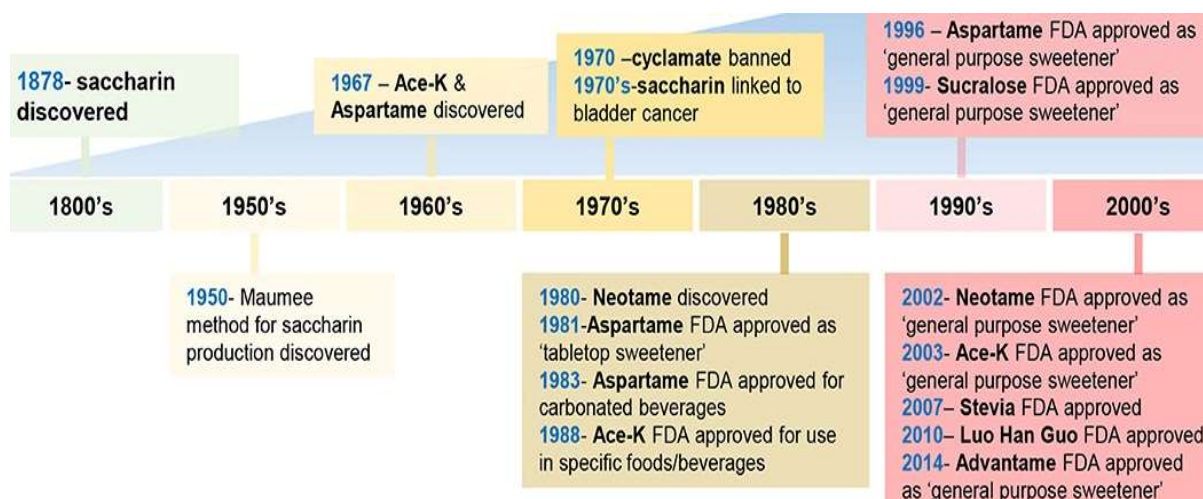 1878- saccharin
discovered
1967 – Ace-K &
Aspartame discovered
1970 –cyclamate banned
1970's-saccharin linked to
bladder cancer
1996 – Aspartame FDA approved as
‘general purpose sweetener’
1999- Sucralose FDA approved as
‘general purpose sweetener’
1800's
1950's
1960's
1970's
1980's
1990's
2000's
1950- Maumee
method for saccharin
production discovered
1980- Neotame discovered
1981-Aspartame FDA approved as
‘tabletop sweetener’
1983- Aspartame FDA approved for
carbonated beverages
1988- Ace-K FDA approved for use
in specific foods/beverages
2002- Neotame FDA approved as
‘general purpose sweetener’
2003- Ace-K FDA approved as
‘general purpose sweetener’
2007– Stevia FDA approved
2010– Luo Han Guo FDA approved
2014- Advantame FDA approved
as ‘general purpose sweetener’